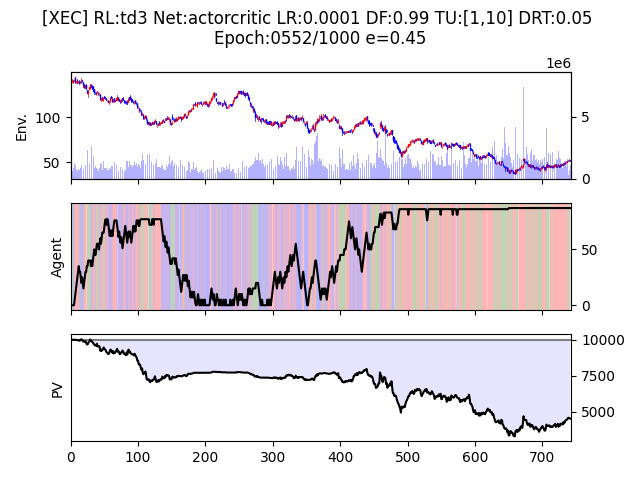 [XEC] RL:td3 Net:actorcritic LR:0.0001 DF:0.99 TU:[1,10] DRT:0.05
Epoch:0552/1000 e=0.45
1e6
Env.
100
50
5
0
Agent
50
0
PV
10000
7500
5000
0 100 200 300 400 500 600 700